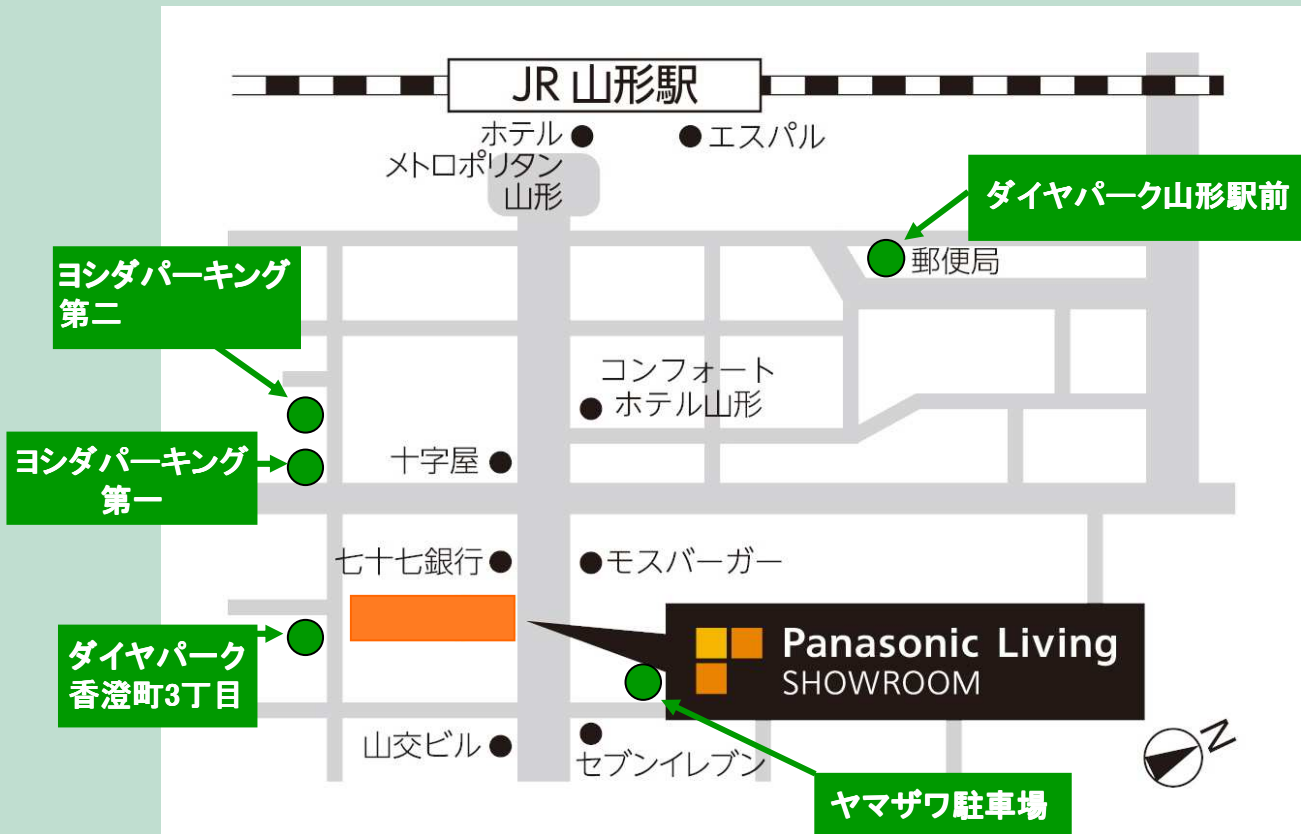 JR 山形駅
ホテル
メトロポリタン
山形
エスパル
ダイヤパーク山形駅前
郵便局
ヨシダパーキング
第二
コンフォート
ホテル山形
ヨシダパーキング
第一
十字屋
七十七銀行
モスバーガー
Panasonic Living
SHOWROOM
ダイヤパーク
香澄町3丁目
山交ビル
セブンイレブン
N
ヤマザワ駐車場